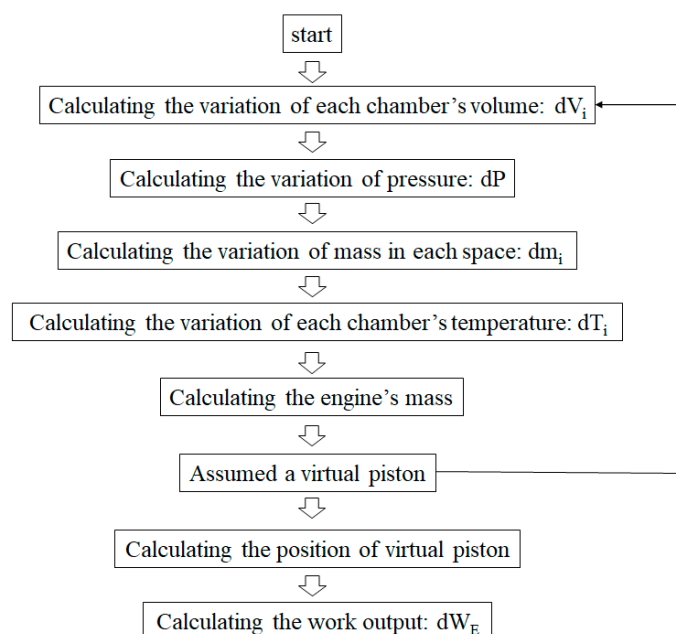 start
Calculating the variation of each chamber's volume: dVᵢ
Calculating the variation of pressure: dP
Calculating the variation of mass in each space: dmᵢ
Calculating the variation of each chamber's temperature: dTᵢ
Calculating the engine's mass
Assumed a virtual piston
Calculating the position of virtual piston
Calculating the work output: dW_E